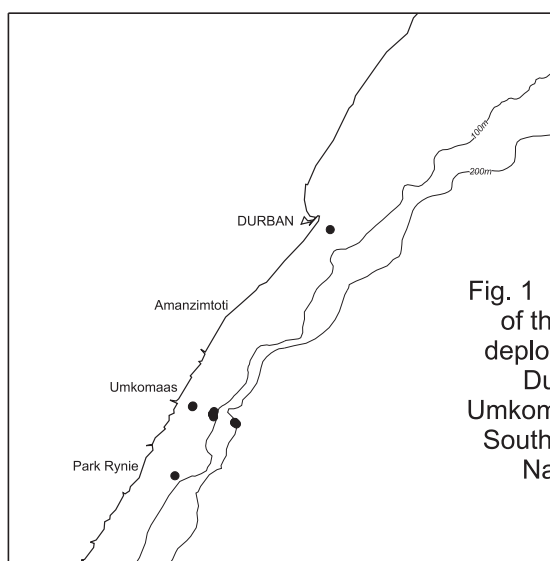 100m
200m
DURBAN
Amanzimtoti
Fig. 1
of th
deplo
Du
Umkomaas
Umkom
South
Park Rynie
Na